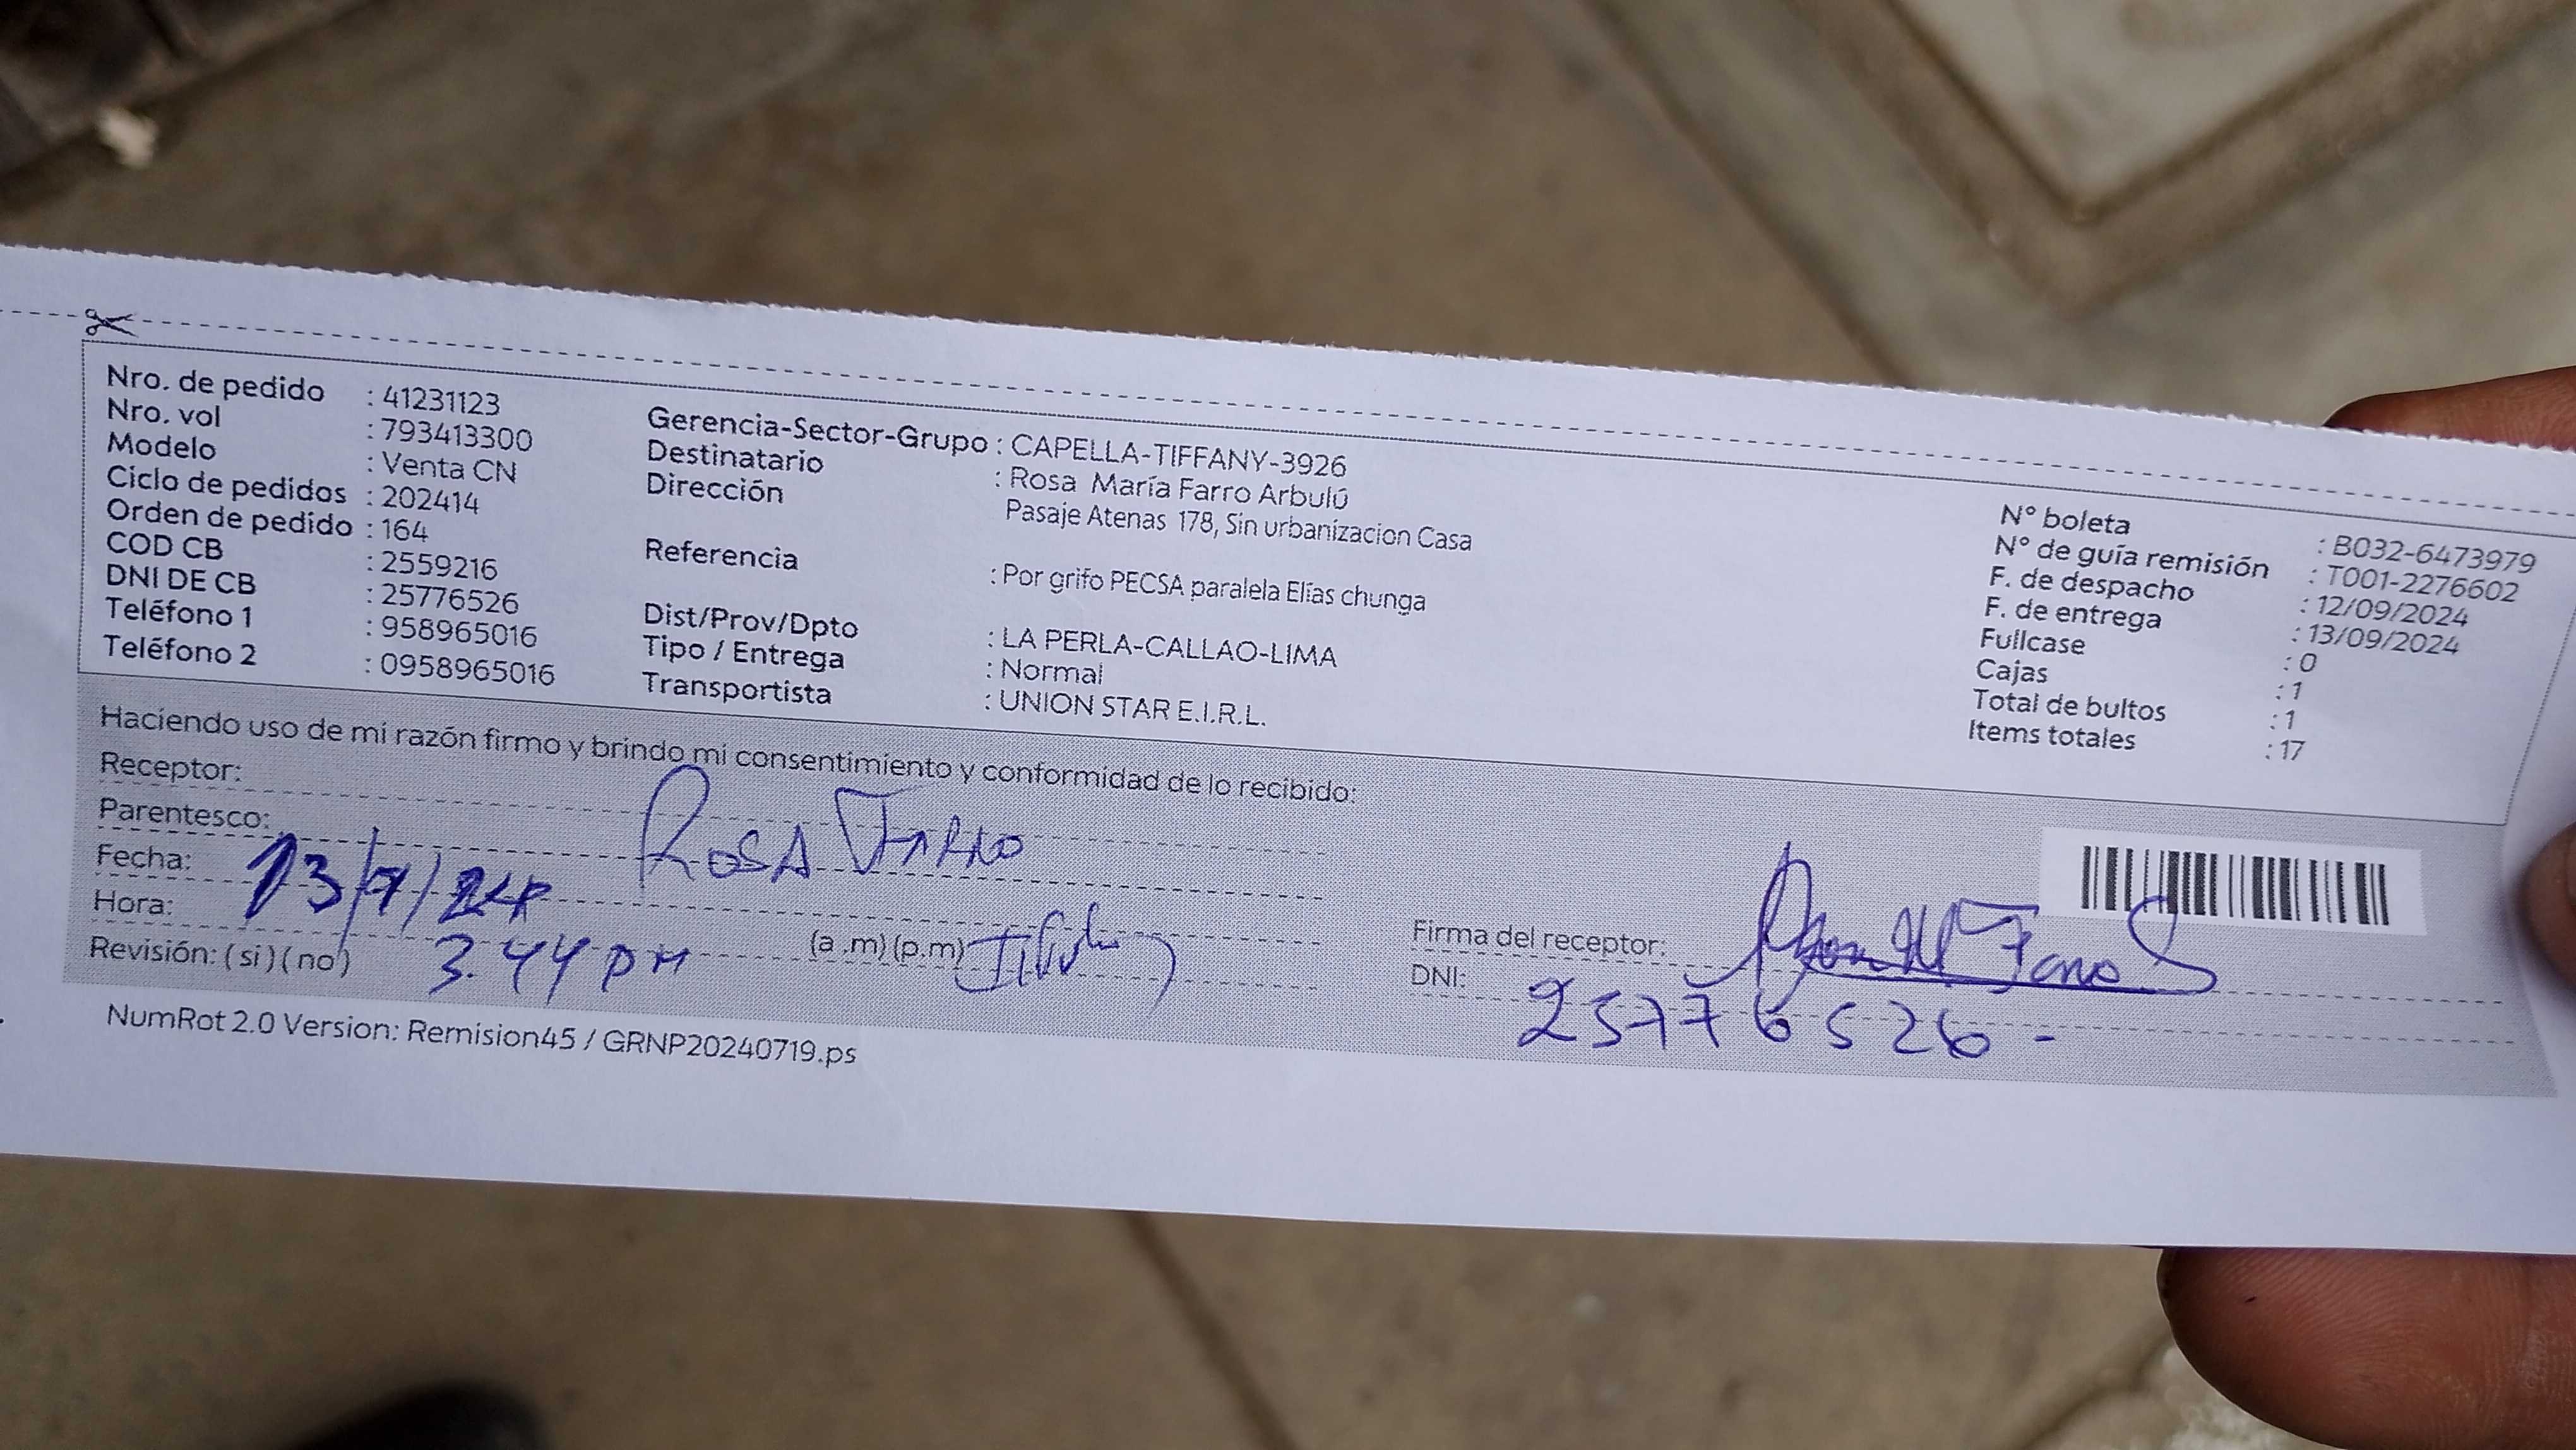 Nro. de pedido : 41231123
Nro. vol : 793413300
Modelo : Venta CN
Ciclo de pedidos : 202414
Orden de pedido : 164
COD CB : 2559216
DNI DE CB : 25776526
Teléfono 1 : 958965016
Teléfono 2 : 0958965016
Gerencia-Sector-Grupo : CAPELLA-TIFFANY-3926
Destinatario : Rosa María Farro Arbulú
Dirección Pasaje Atenas 178, Sin urbanizacion Casa
Referencia : Por grifo PECSA paralela Elías chunga
Dist/Prov/Dpto : LA PERLA-CALLAO-LIMA
Tipo / Entrega : Normal
Transportista : UNION STAR E.I.R.L.
N° boleta : B032-6473979
N° de guía remisión : T001-2276602
F. de despacho : 12/09/2024
F. de entrega : 13/09/2024
Fullcase : 0
Cajas : 1
Total de bultos : 1
Items totales : 17
Haciendo uso de mi razón firmo y brindo mi consentimiento y conformidad de lo recibido:
Receptor:
Parentesco: ROSA FARRO
Fecha: 13/9/24
Hora: 3.44 PM (a .m) (p.m)
Revisión: ( si ) ( no )
Firma del receptor:
DNI: 25776526 -
NumRot 2.0 Version: Remision45 / GRNP20240719.ps